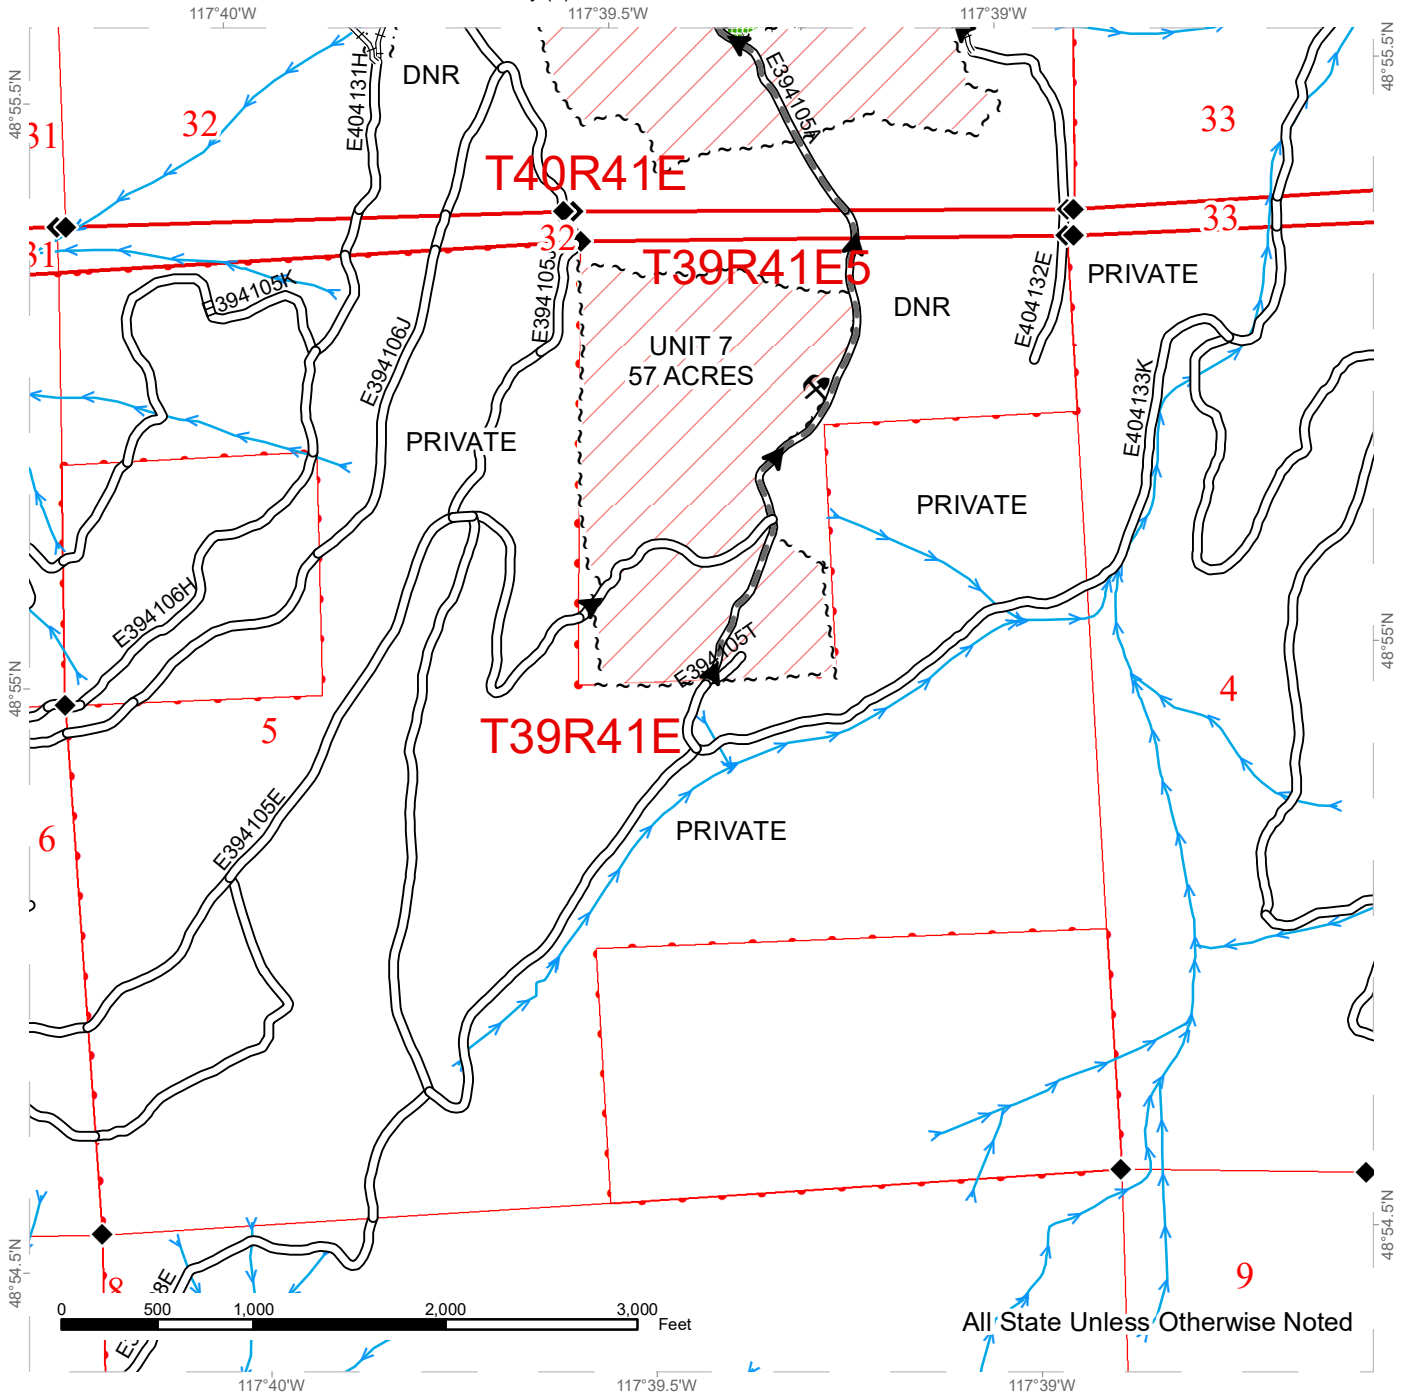 117°40'W
117°39.5'W
117°39'W
48°55.5'N
48°55.5'N
DNR
E404131H
E394105A
31
32
33
T40R41E
31
32
33
T39R41E5
E394105K
E394105J
E394106J
DNR
E404132E
PRIVATE
UNIT 7
57 ACRES
E404133K
PRIVATE
PRIVATE
E394106H
E394105T
48°55'N
48°55'N
5
T39R41E
4
E394105E
6
PRIVATE
48°54.5'N
48°54.5'N
8
8E
9
0
500
1,000
2,000
3,000
Feet
All State Unless Otherwise Noted
117°40'W
117°39.5'W
117°39'W